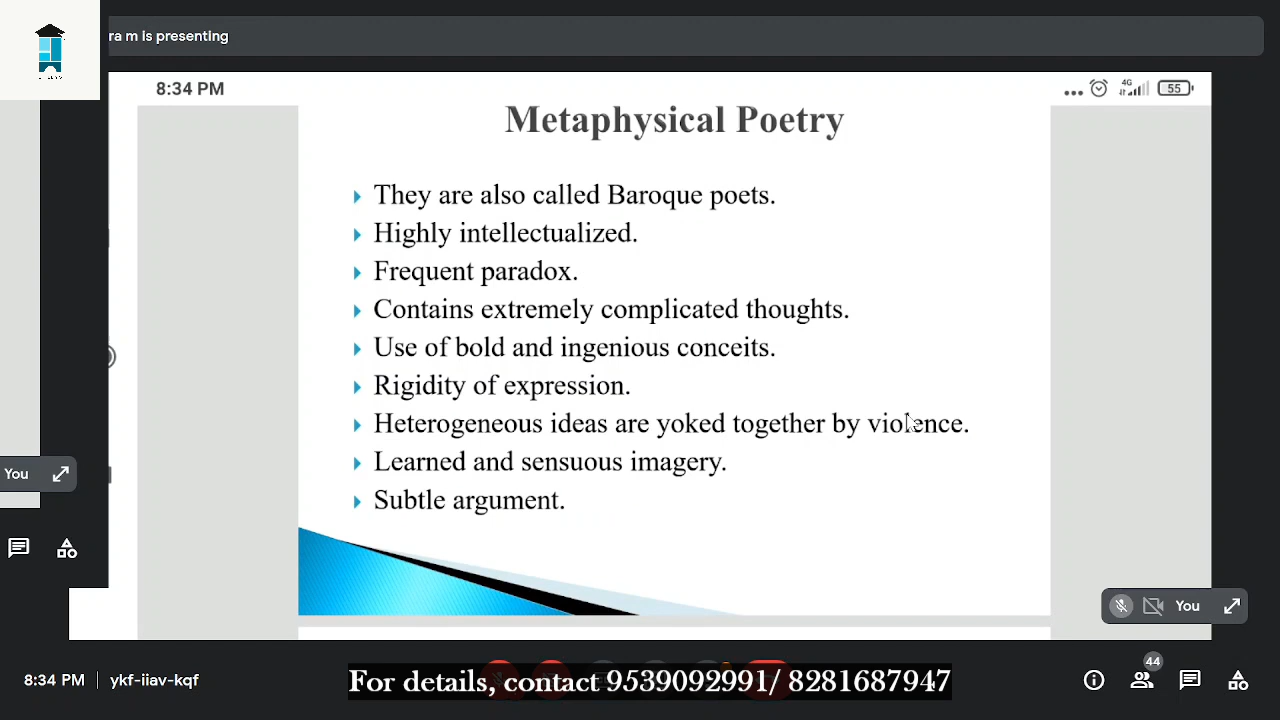 ra m is presenting
8:34 PM
4G
55
Metaphysical Poetry
They are also called Baroque poets.
Highly intellectualized.
Frequent paradox.
Contains extremely complicated thoughts.
Use of bold and ingenious conceits.
Rigidity of expression.
Heterogeneous ideas are yoked together by violence.
Learned and sensuous imagery.
Subtle argument.
You
You
44
8:34 PM
ykf-iiav-kqf
For details, contact 9539092991/ 8281687947